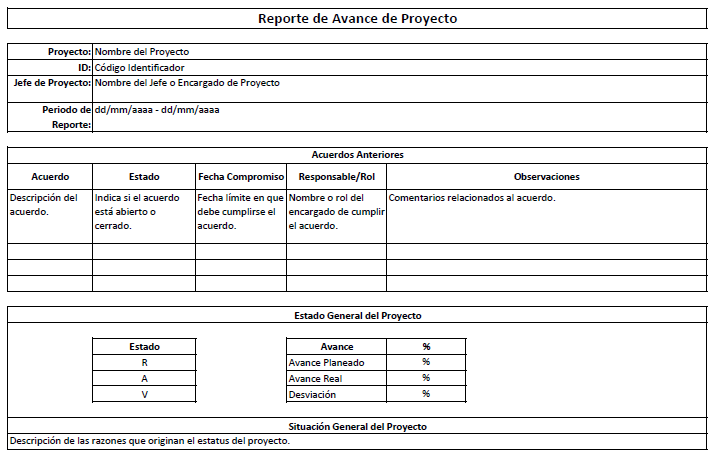 Reporte de Avance de Proyecto
Proyecto: Nombre del Proyecto
ID: Código Identificador
Jefe de Proyecto: Nombre del Jefe o Encargado de Proyecto
Periodo de dd/mm/aaaa - dd/mm/aaaa
Reporte:
Acuerdos Anteriores
Acuerdo Estado Fecha Compromiso Responsable/Rol Observaciones
Descripción del Indica si el acuerdo Fecha límite en que Nombre o rol del Comentarios relacionados al acuerdo.
acuerdo. está abierto o debe cumplirse el encargado de cumplir
cerrado. acuerdo. el acuerdo.
Estado General del Proyecto
Estado Avance %
R Avance Planeado %
A Avance Real %
V Desviación %
Situación General del Proyecto
Descripción de las razones que originan el estatus del proyecto.